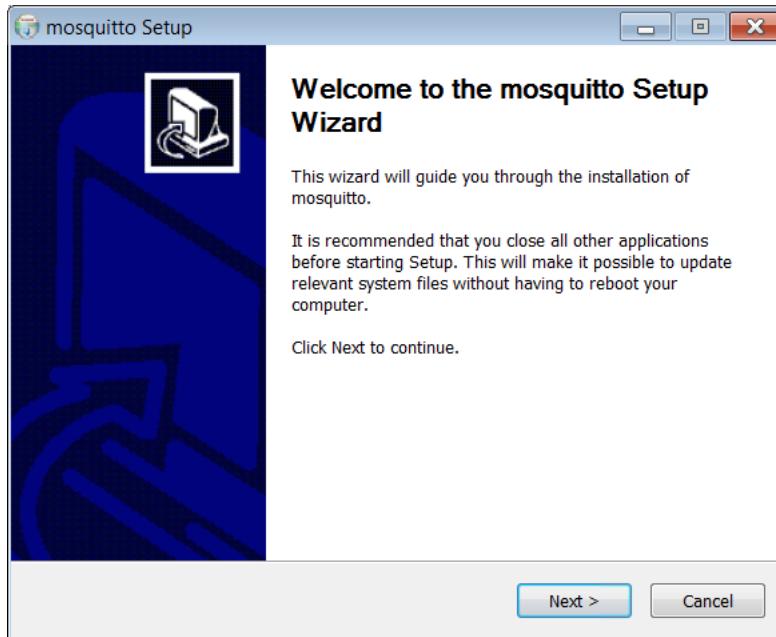 mosquitto Setup
Welcome to the mosquitto Setup
Wizard
This wizard will guide you through the installation of
mosquitto.
It is recommended that you close all other applications
before starting Setup. This will make it possible to update
relevant system files without having to reboot your
computer.
Click Next to continue.
Next >
Cancel